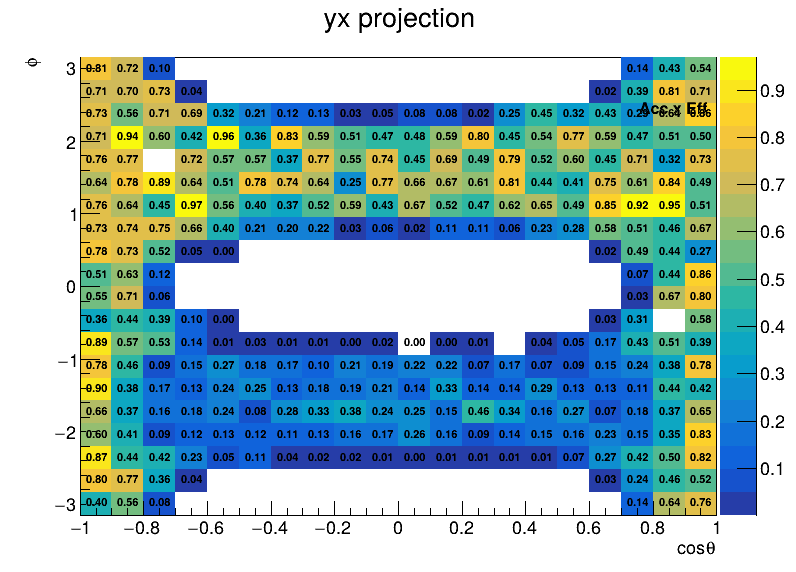 yx projection
ϕ
3
0.81 0.72 0.10 0.14 0.43 0.54
0.71 0.70 0.73 0.04 0.02 0.39 0.81 0.71
Acc x Eff
0.73 0.56 0.71 0.69 0.32 0.21 0.12 0.13 0.03 0.05 0.08 0.08 0.02 0.25 0.45 0.32 0.43 0.29 0.64 0.86
2
0.71 0.94 0.60 0.42 0.96 0.36 0.83 0.59 0.51 0.47 0.48 0.59 0.80 0.45 0.54 0.77 0.59 0.47 0.51 0.50
0.76 0.77 0.72 0.57 0.57 0.37 0.77 0.55 0.74 0.45 0.69 0.49 0.79 0.52 0.60 0.45 0.71 0.32 0.73
0.64 0.78 0.89 0.64 0.51 0.78 0.74 0.64 0.25 0.77 0.66 0.67 0.61 0.81 0.44 0.41 0.75 0.61 0.84 0.49
1
0.76 0.64 0.45 0.97 0.56 0.40 0.37 0.52 0.59 0.43 0.67 0.52 0.47 0.62 0.65 0.49 0.85 0.92 0.95 0.51
0.73 0.74 0.75 0.66 0.40 0.21 0.20 0.22 0.03 0.06 0.02 0.11 0.11 0.06 0.23 0.28 0.58 0.51 0.46 0.67
0.78 0.73 0.52 0.05 0.00 0.02 0.49 0.44 0.27
0.51 0.63 0.12 0.07 0.44 0.86
0
0.55 0.71 0.06 0.03 0.67 0.80
0.36 0.44 0.39 0.10 0.00 0.03 0.31 0.58
0.89 0.57 0.53 0.14 0.01 0.03 0.01 0.01 0.00 0.02 0.00 0.01 0.01 0.04 0.05 0.17 0.43 0.51 0.39
−1
0.78 0.46 0.09 0.15 0.27 0.18 0.17 0.10 0.21 0.19 0.22 0.22 0.07 0.17 0.07 0.09 0.15 0.24 0.38 0.78
0.90 0.38 0.17 0.13 0.24 0.25 0.13 0.18 0.19 0.21 0.14 0.33 0.14 0.14 0.29 0.13 0.13 0.11 0.44 0.42
0.66 0.37 0.16 0.18 0.24 0.08 0.28 0.33 0.38 0.24 0.25 0.15 0.46 0.34 0.16 0.27 0.07 0.18 0.37 0.65
−2
0.60 0.41 0.09 0.12 0.13 0.12 0.11 0.13 0.16 0.17 0.26 0.16 0.09 0.14 0.15 0.16 0.23 0.15 0.35 0.83
0.87 0.44 0.42 0.23 0.05 0.11 0.04 0.02 0.02 0.01 0.00 0.01 0.01 0.01 0.01 0.07 0.27 0.42 0.50 0.82
0.80 0.77 0.36 0.04 0.03 0.24 0.46 0.52
−3
0.40 0.56 0.08 0.14 0.64 0.76
−1 −0.8 −0.6 −0.4 −0.2 0 0.2 0.4 0.6 0.8 1
cosθ
0.9
0.8
0.7
0.6
0.5
0.4
0.3
0.2
0.1